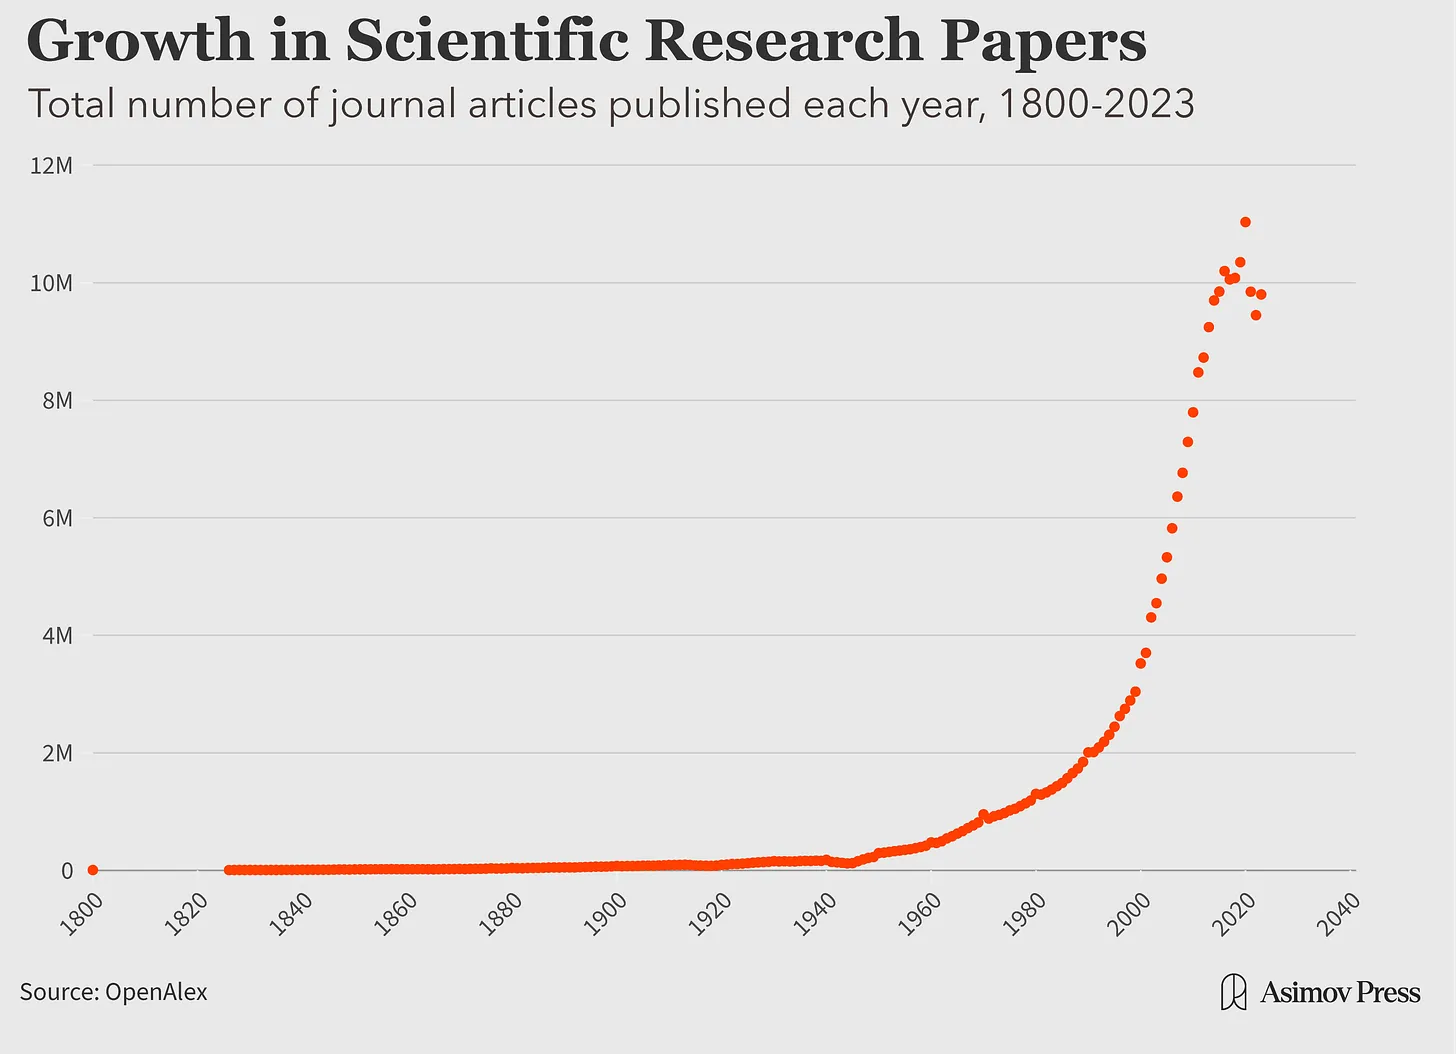 Growth in Scientific Research Papers
Total number of journal articles published each year, 1800-2023
12M
10M
8M
6M
4M
2M
0
1800
1820
1840
1860
1880
1900
1920
1940
1960
1980
2000
2020
2040
Source: OpenAlex
Asimov Press